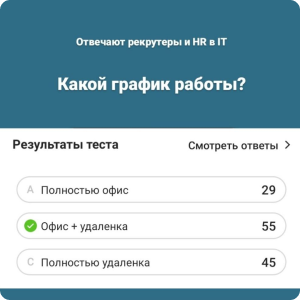 Отвечают рекрутеры и HR в IT
Какой график работы?
Результаты теста
Смотреть ответы >
A Полностью офис 29
Офис + удаленка 55
C Полностью удаленка 45